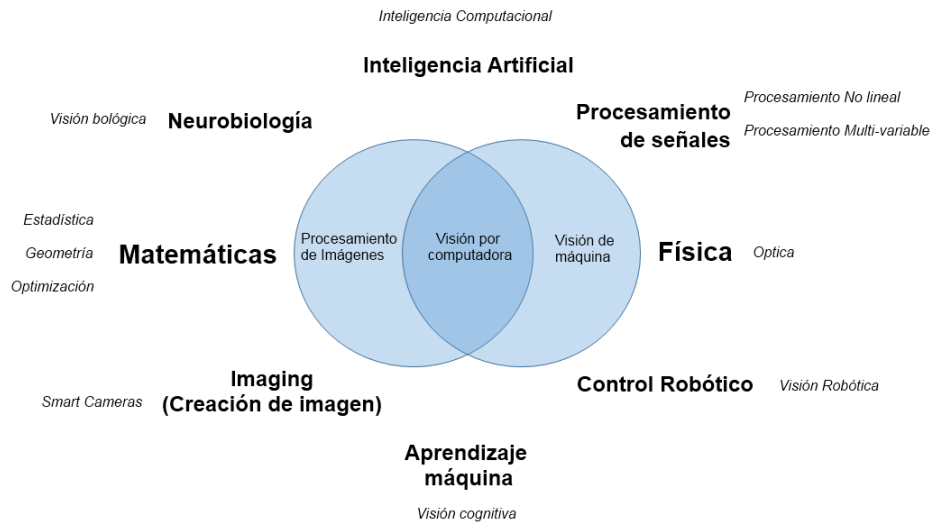 Inteligencia Computacional
Inteligencia Artificial
Visión bológica
Neurobiología
Procesamiento
de señales
Procesamiento No lineal
Procesamiento Multi-variable
Estadística
Geometría
Optimización
Matemáticas
Procesamiento
de Imágenes
Visión por
computadora
Visión de
máquina
Física
Optica
Smart Cameras
Imaging
(Creación de imagen)
Control Robótico
Visión Robótica
Aprendizaje
máquina
Visión cognitiva